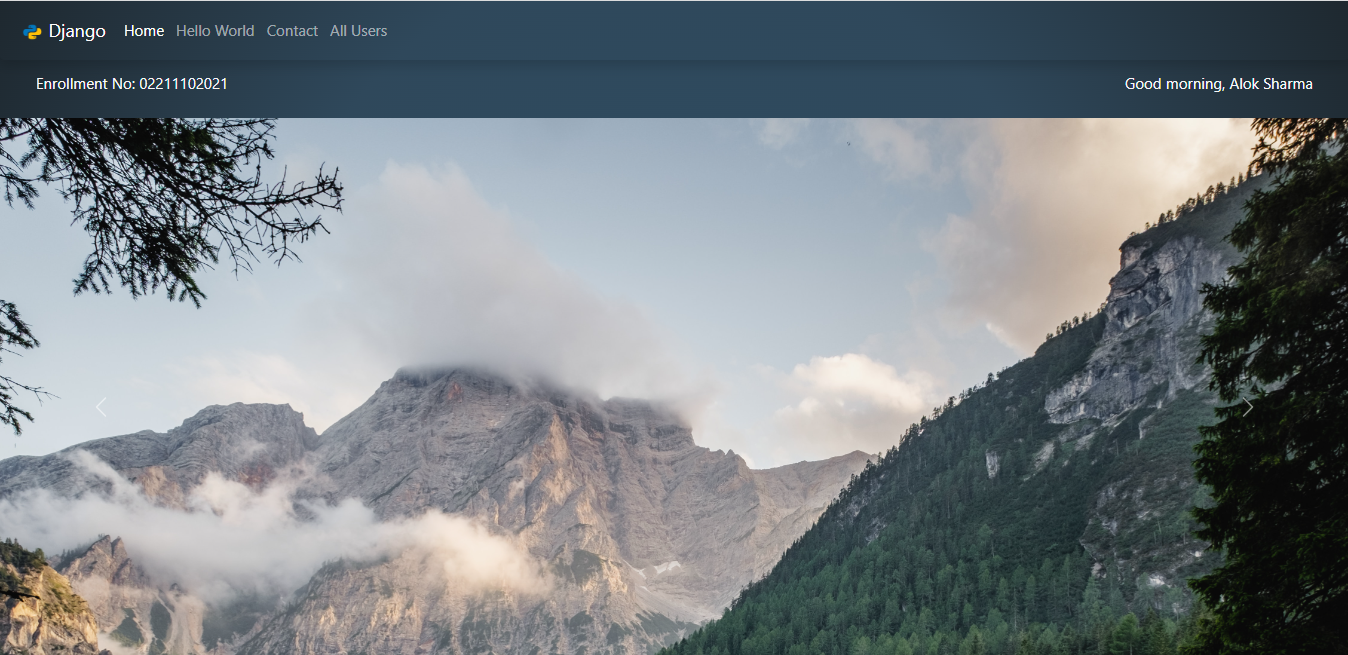 Django Home Hello World Contact All Users
Enrollment No: 02211102021 Good morning, Alok Sharma